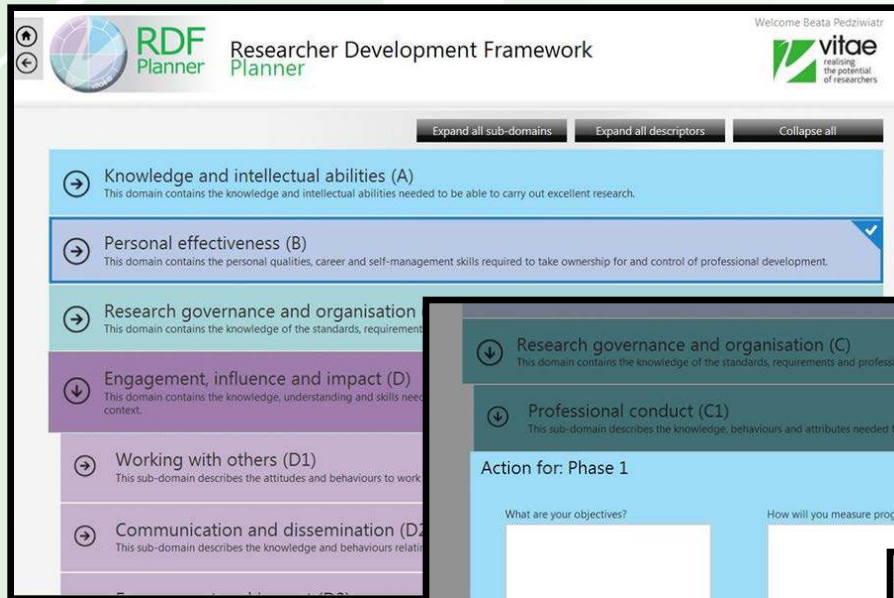 Welcome Beata Pedziwiatr
RDF
Planner
Researcher Development Framework
Planner
vitae
realising
the potential
of researchers
Expand all sub-domains
Expand all descriptors
Collapse all
Knowledge and intellectual abilities (A)
This domain contains the knowledge and intellectual abilities needed to be able to carry out excellent research.
Personal effectiveness (B)
This domain contains the personal qualities, career and self-management skills required to take ownership for and control of professional development.
Research governance and organisation
This domain contains the knowledge of the standards, requirement
Engagement, influence and impact (D)
This domain contains the knowledge, understanding and skills
context.
Working with others (D1)
This sub-domain describes the attitudes and behaviours to work
Communication and dissemination (D2
This sub-domain describes the knowledge and behaviours
Research governance and organisation (C)
This domain contains the knowledge of the standards, requirements and
Professional conduct (C1)
This sub-domain describes the knowledge, behaviours and attributes needed
Action for: Phase 1
What are your objectives?
How will you measure